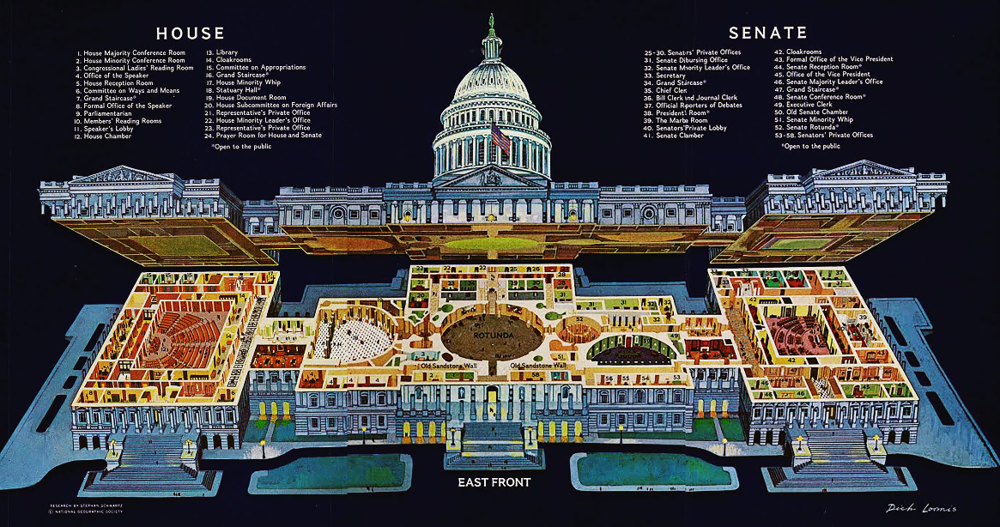 HOUSE
1. House Majority Conference Room
2. House Minority Conference Room
3. Congressional Ladies' Reading Room
4. Office of the Speaker
5. House Reception Room
6. Committee on Ways and Means
7. Grand Staircase*
8. Formal Office of the Speaker
9. Parliamentarian
10. Members' Reading Rooms
11. Speaker's Lobby
12. House Chamber
13. Library
14. Cloakrooms
15. Committee on Appropriations
16. Grand Staircase*
17. House Minority Whip
18. Statuary Hall*
19. House Document Room
20. House Subcommittee on Foreign Affairs
21. Representative's Private Office
22. House Minority Leader's Office
23. Representative's Private Office
24. Prayer Room for House and Senate
*Open to the public
SENATE
25-30. Senatrs' Private Offices
31. Senate Dibursing Office
32. Senate Mnority Leader's Office
33. Secretary
34. Grand Staircase*
35. Chief Clerk
36. Bill Clerk and Journal Clerk
37. Official Rporters of Debates
38. President' Room*
39. The Marbe Room
40. Senators'Private Lobby
41. Senate Clamber
42. Cloakrooms
43. Formal Office of the Vice President
44. Senate Reception Room*
45. Office of the Vice President
46. Senate Majority Leader's Office
47. Grand Staircase*
48. Senate Conference Room*
49. Executive Clerk
50. Old Senate Chamber
51. Senate Minority Whip
52. Senate Rotunda*
53-58. Senators' Private Offices
*Open to the public
ROTUNDA
Old Sandstone Wall
Old Sandstone Wall
58
56 55 54 53
EAST FRONT
RESEARCH BY STEPHAN SCHWARTZ
© NATIONAL GEOGRAPHIC SOCIETY
Dick Loomis